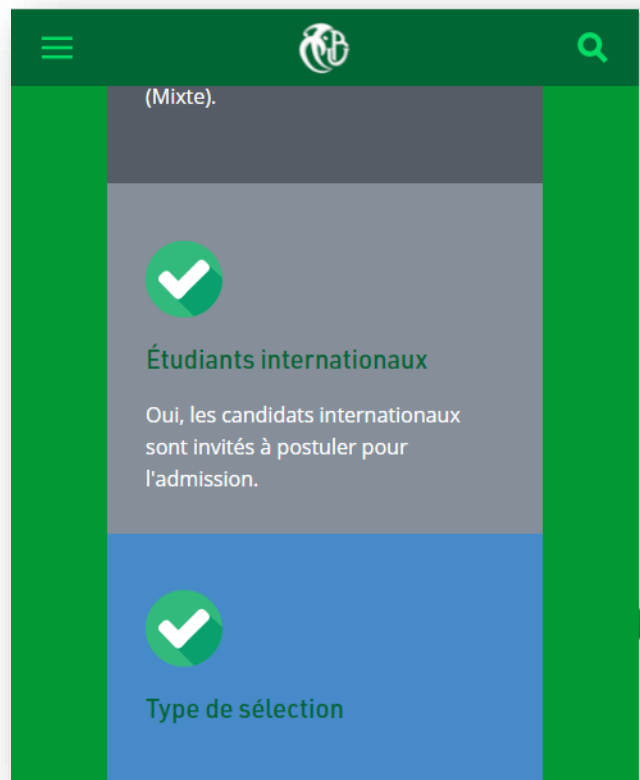 (Mixte).
Étudiants internationaux
Oui, les candidats internationaux
sont invités à postuler pour
l'admission.
Type de sélection